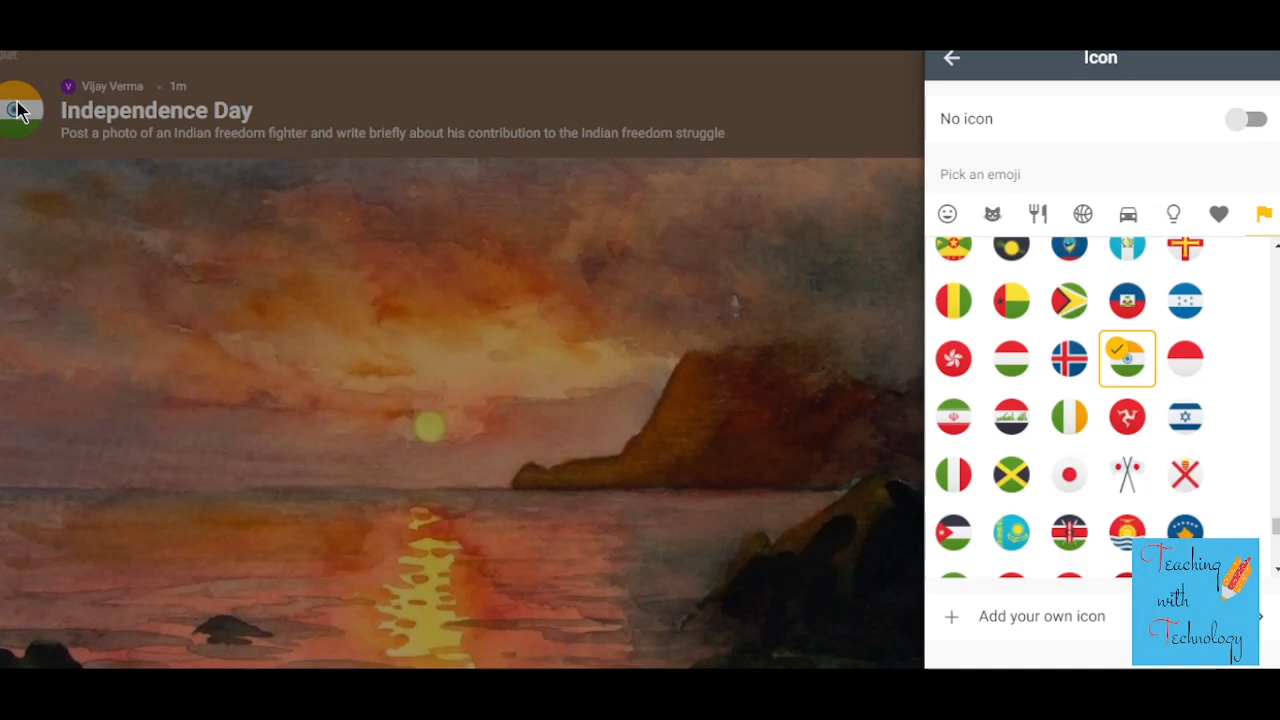 Icon
V Vijay Verma • 1m
Independence Day
Post a photo of an Indian freedom fighter and write briefly about his contribution to the Indian freedom struggle
No icon
Pick an emoji
+ Add your own icon
Teaching
with
Technology